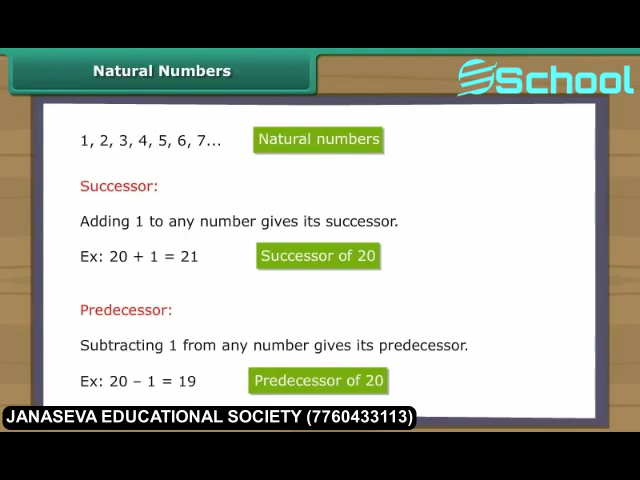 Natural Numbers
School
1, 2, 3, 4, 5, 6, 7... Natural numbers
Successor:
Adding 1 to any number gives its successor.
Ex: 20 + 1 = 21 Successor of 20
Predecessor:
Subtracting 1 from any number gives its predecessor.
Ex: 20 – 1 = 19 Predecessor of 20
JANASEVA EDUCATIONAL SOCIETY (7760433113)